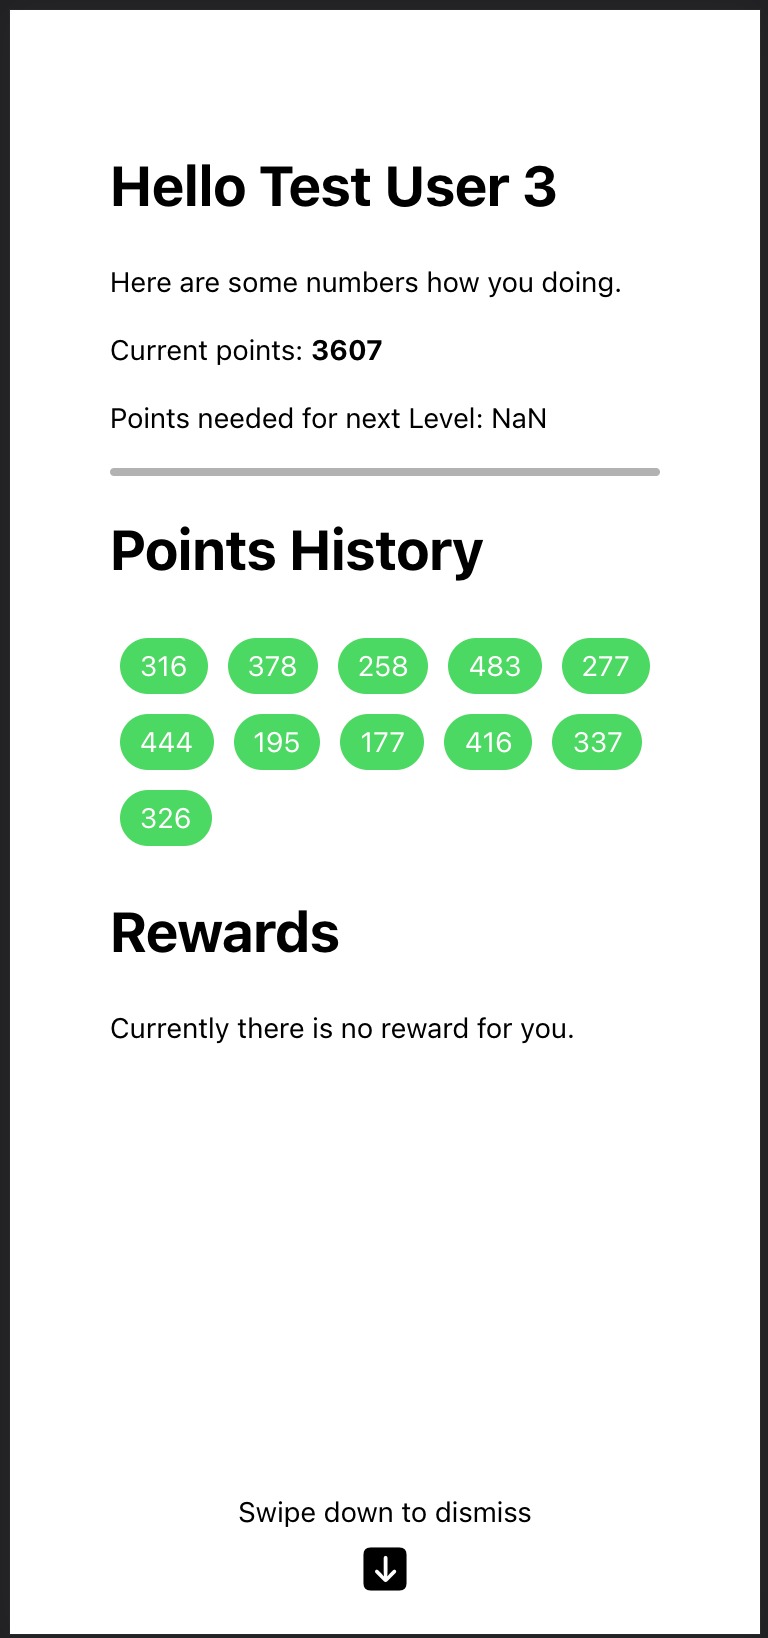 Hello Test User 3
Here are some numbers how you doing.
Current points: 3607
Points needed for next Level: NaN
Points History
316 378 258 483 277
444 195 177 416 337
326
Rewards
Currently there is no reward for you.
Swipe down to dismiss